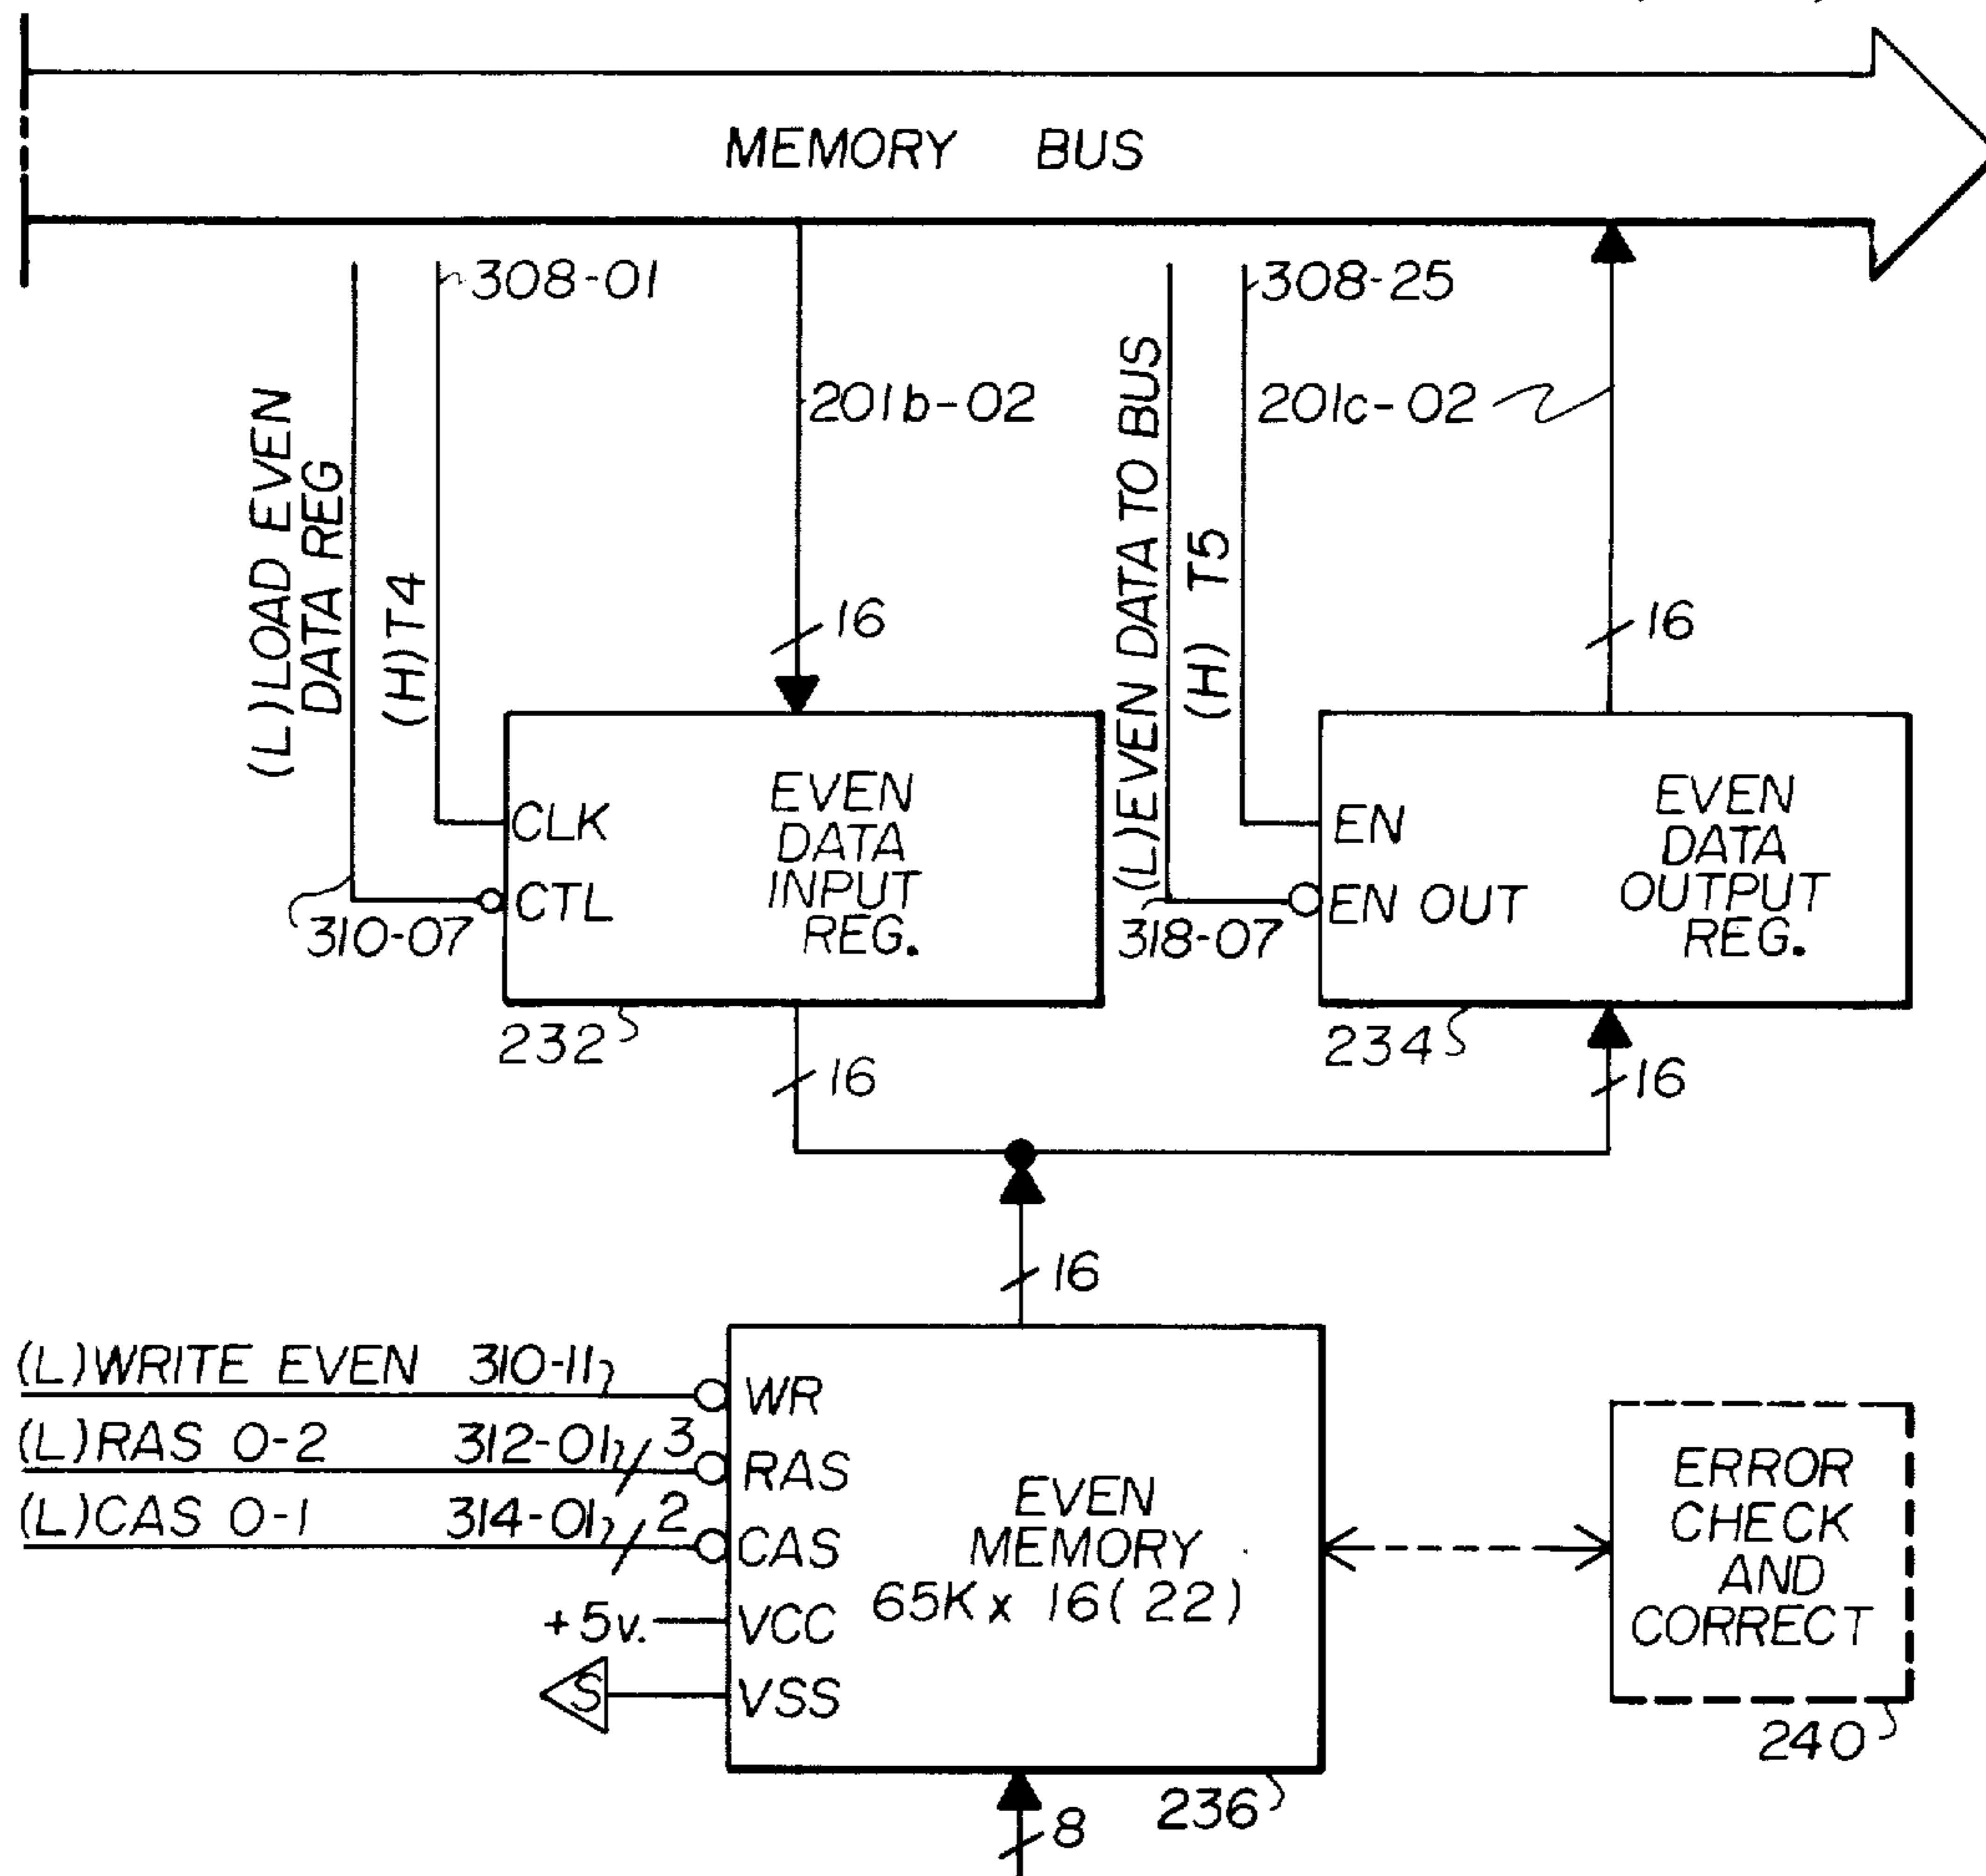 MEMORY BUS
308-01
308-25
201b-02
201c-02
(L)LOAD EVEN
DATA REG
(H)T4
(L)EVEN DATA TO BUS
(H) T5
16
16
CLK
CTL
EVEN
DATA
INPUT
REG.
EN
EN OUT
EVEN
DATA
OUTPUT
REG.
310-07
318-07
232
234
16
16
16
(L)WRITE EVEN 310-11
(L)RAS 0-2 312-01 3
(L)CAS 0-1 314-01 2
+5v.
S
WR
RAS
CAS
VCC
VSS
EVEN
MEMORY
65K x 16(22)
ERROR
CHECK
AND
CORRECT
240
236
8